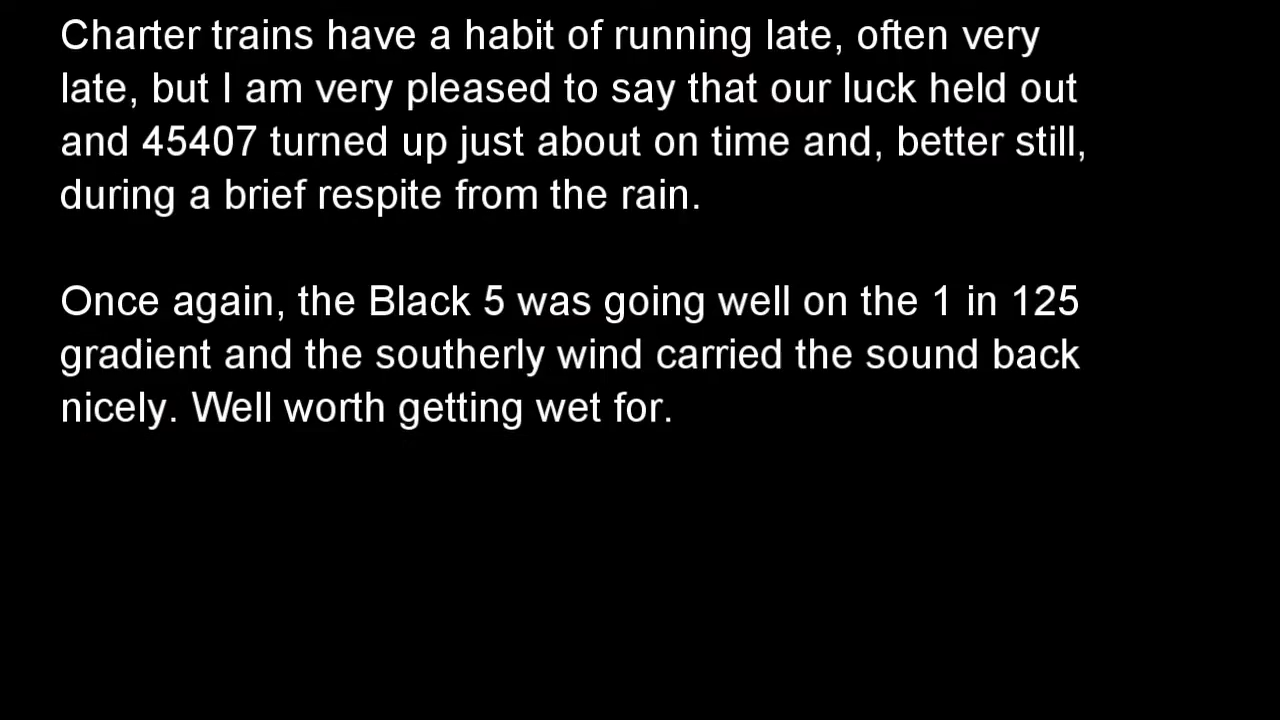 Charter trains have a habit of running late, often very
late, but I am very pleased to say that our luck held out
and 45407 turned up just about on time and, better still,
during a brief respite from the rain.
Once again, the Black 5 was going well on the 1 in 125
gradient and the southerly wind carried the sound back
nicely. Well worth getting wet for.